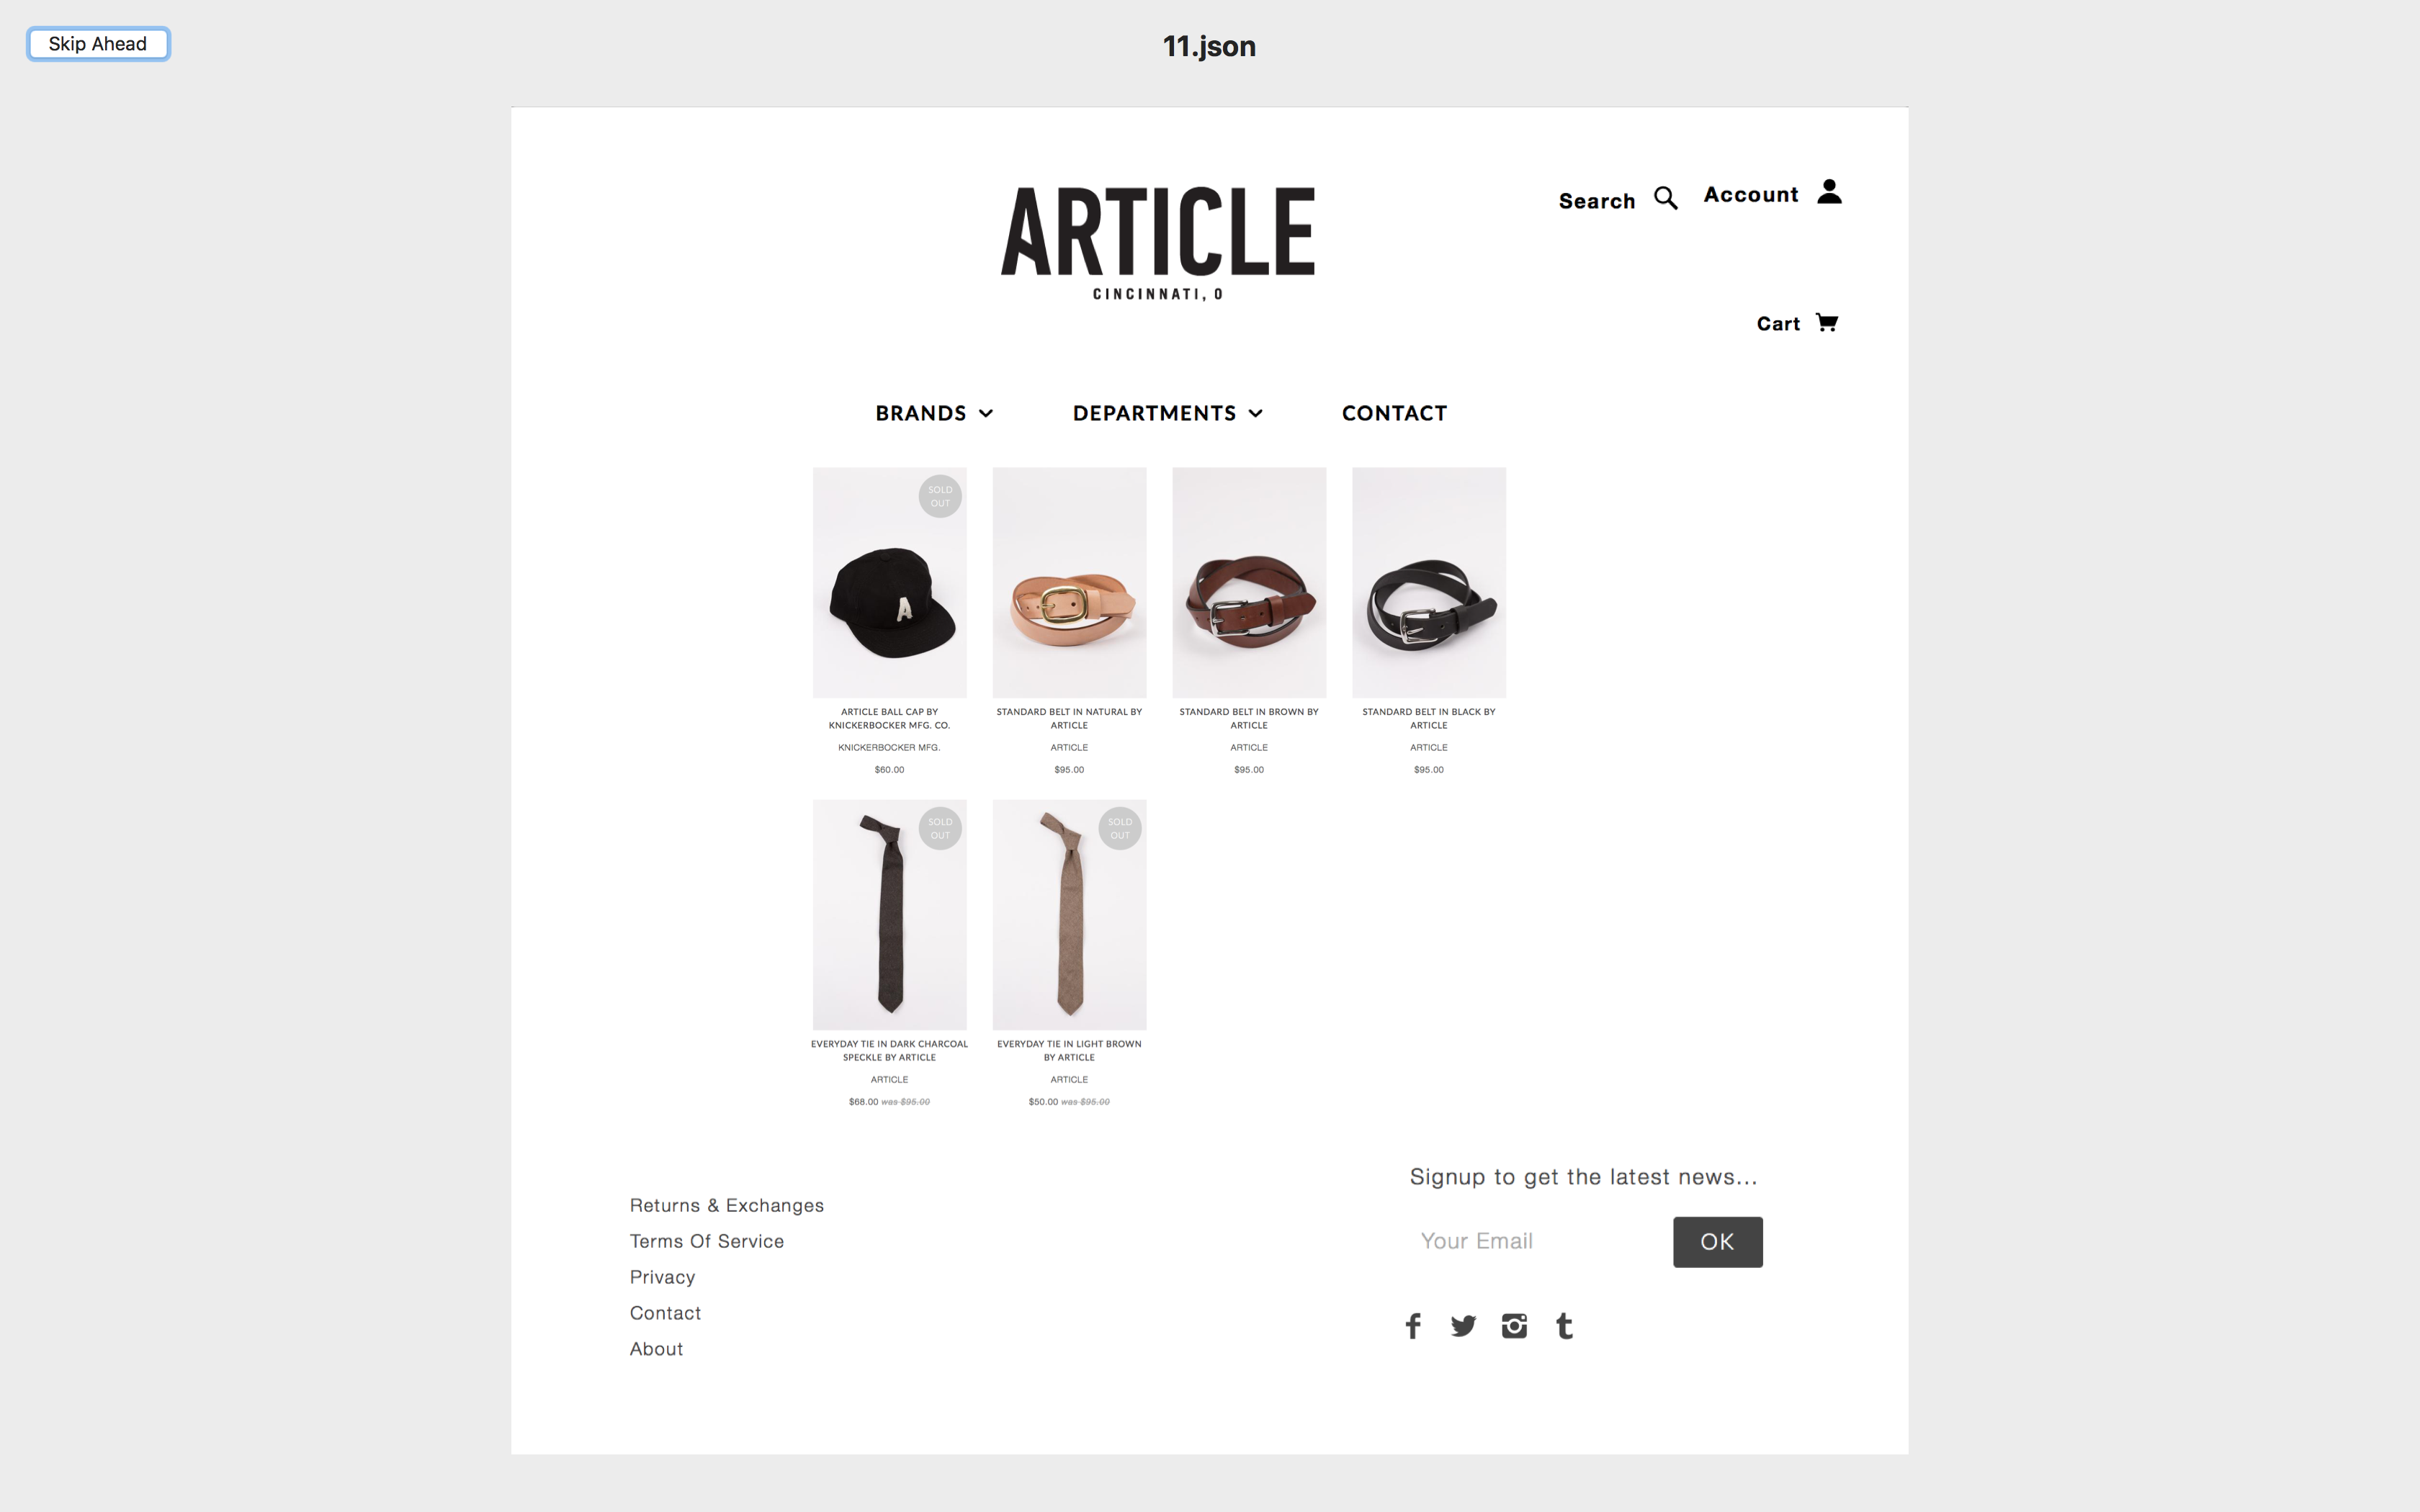 Skip Ahead
11.json
ARTICLE
CINCINNATI, O
Search
Account
Cart
BRANDS
DEPARTMENTS
CONTACT
SOLD
OUT
A
ARTICLE BALL CAP BY
KNICKERBOCKER MFG. CO.
KNICKERBOCKER MFG.
$60.00
STANDARD BELT IN NATURAL BY
ARTICLE
ARTICLE
$95.00
STANDARD BELT IN BROWN BY
ARTICLE
ARTICLE
$95.00
STANDARD BELT IN BLACK BY
ARTICLE
ARTICLE
$95.00
SOLD
OUT
EVERYDAY TIE IN DARK CHARCOAL
SPECKLE BY ARTICLE
ARTICLE
$68.00 was $95.00
SOLD
OUT
EVERYDAY TIE IN LIGHT BROWN
BY ARTICLE
ARTICLE
$50.00 was $95.00
Returns & Exchanges
Terms Of Service
Privacy
Contact
About
Signup to get the latest news...
Your Email
OK